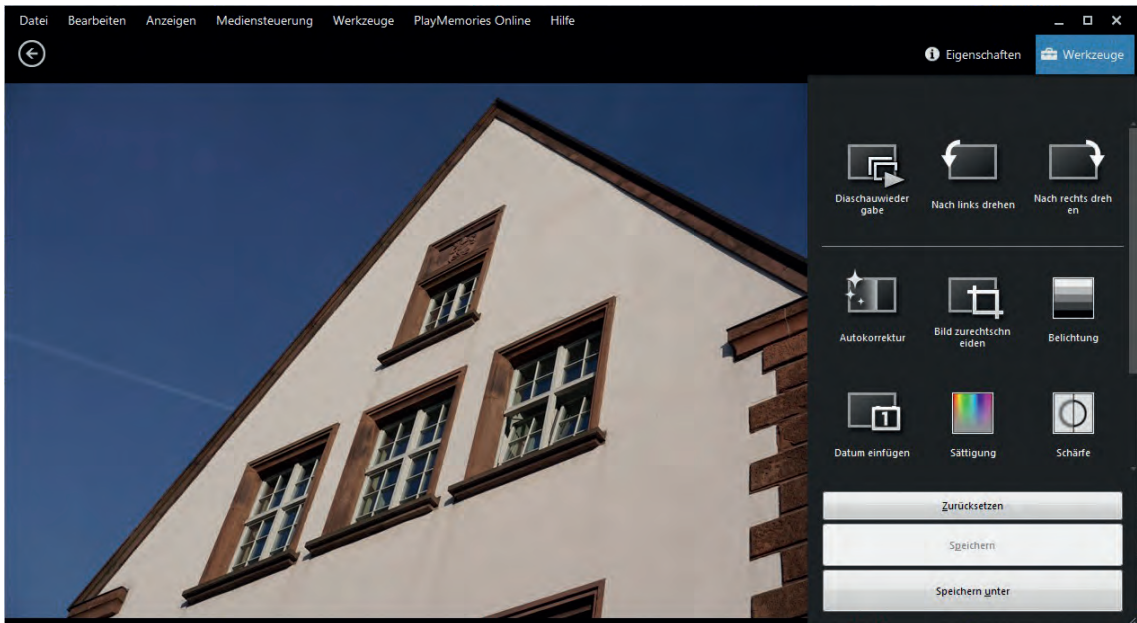 Datei Bearbeiten Anzeigen Mediensteuerung Werkzeuge PlayMemories Online Hilfe
Eigenschaften Werkzeuge
Diaschauwieder
gabe
Nach links drehen
Nach rechts dreh
en
Autokorrektur
Bild zurechtschn
eiden
Belichtung
1
Datum einfügen
Sättigung
Schärfe
Zurücksetzen
Speichern
Speichern unter